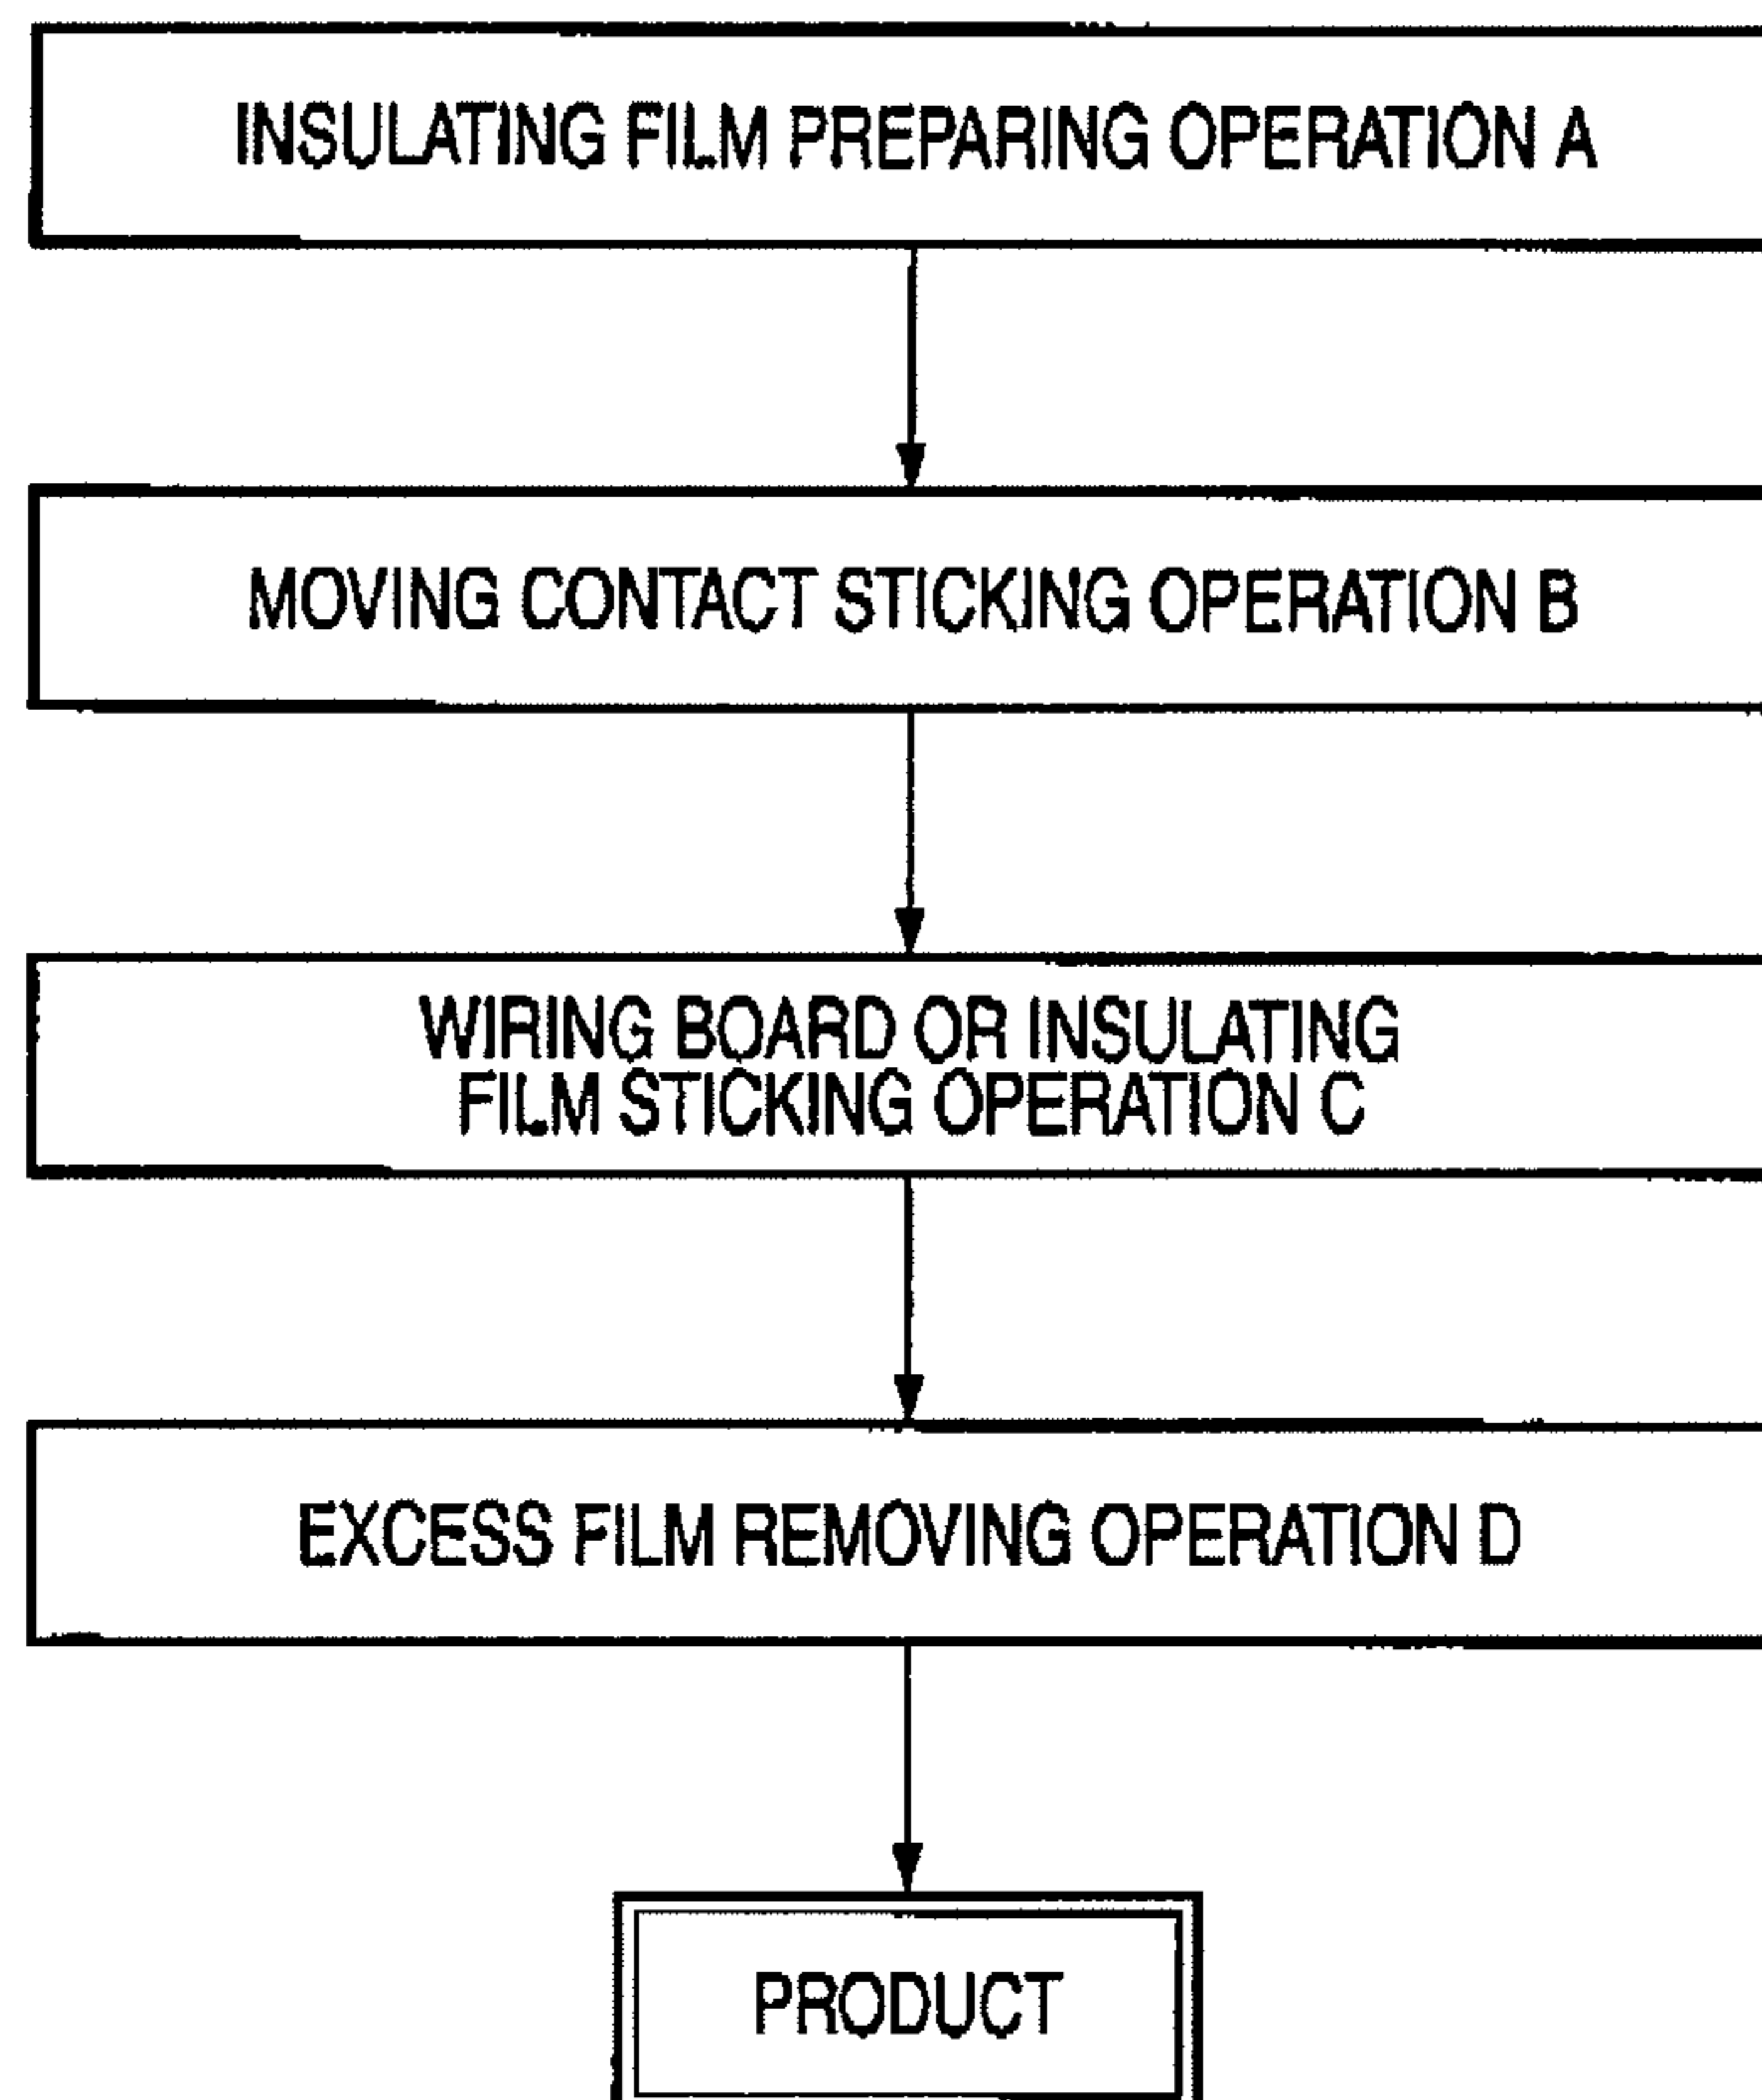 INSULATING FILM PREPARING OPERATION A
MOVING CONTACT STICKING OPERATION B
WIRING BOARD OR INSULATING
FILM STICKING OPERATION C
EXCESS FILM REMOVING OPERATION D
PRODUCT